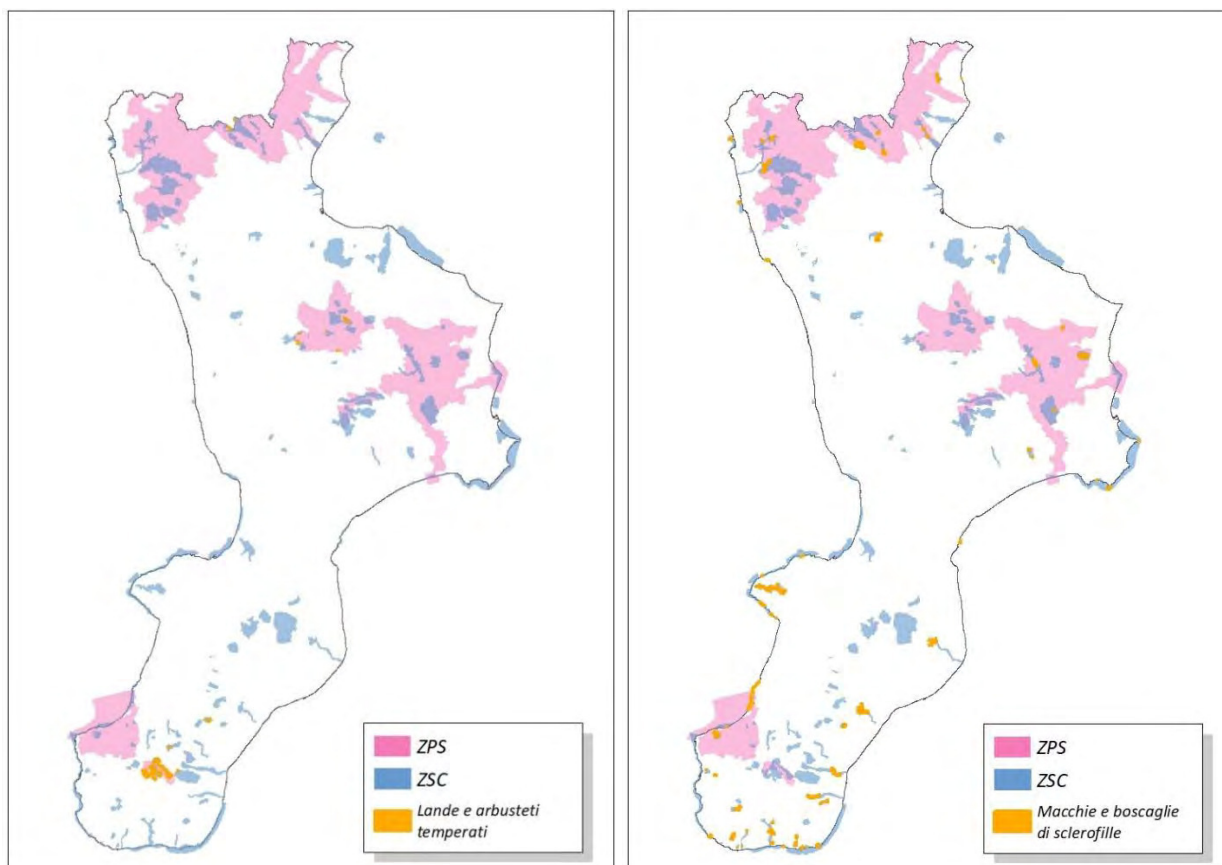 ZPS
ZSC
Lande e arbusteti
temperati
ZPS
ZSC
Macchie e boscaglie
di sclerofille